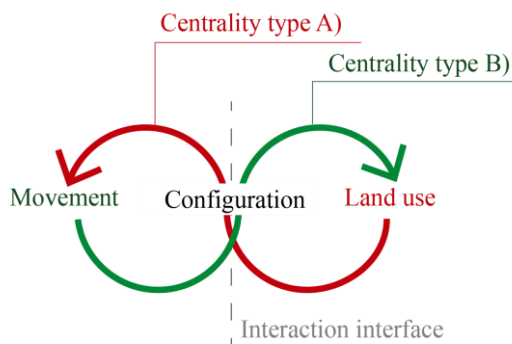 Centrality type A)
Centrality type B)
Movement
Configuration
Land use
Interaction interface